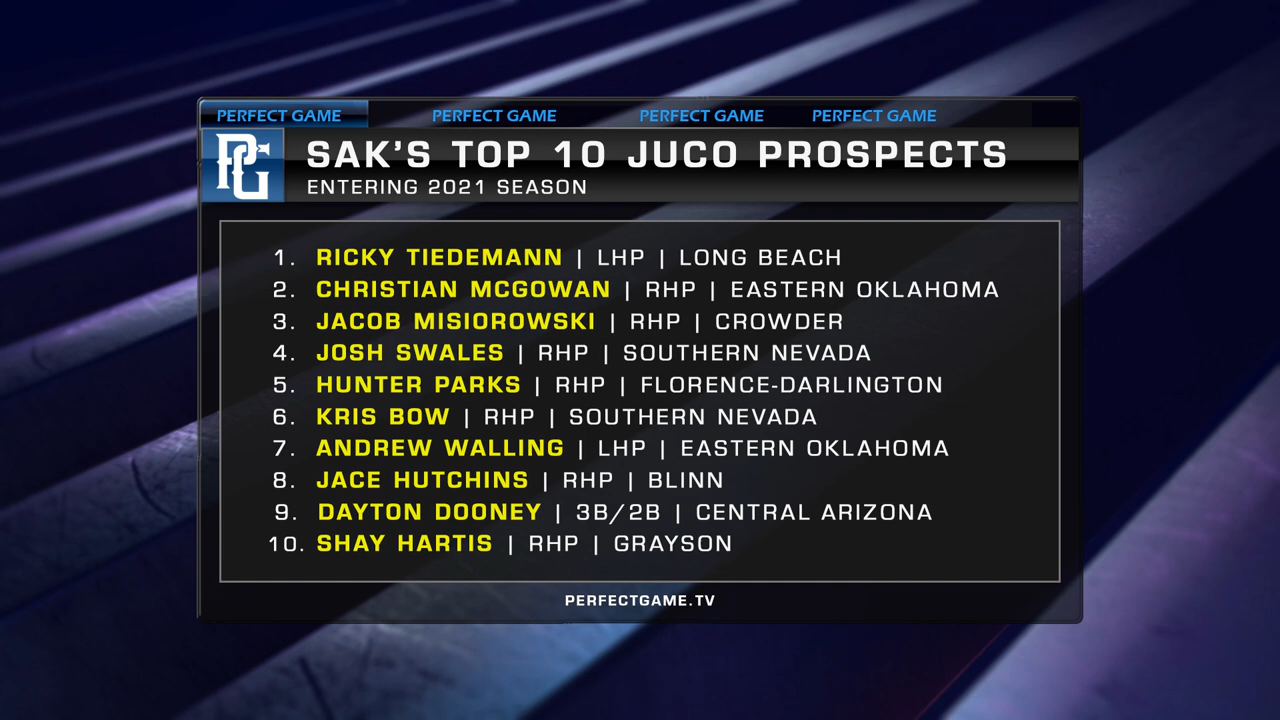 PERFECT GAME PERFECT GAME PERFECT GAME PERFECT GAME
PG SAK'S TOP 10 JUCO PROSPECTS
ENTERING 2021 SEASON
1. RICKY TIEDEMANN | LHP | LONG BEACH
2. CHRISTIAN MCGOWAN | RHP | EASTERN OKLAHOMA
3. JACOB MISIOROWSKI | RHP | CROWDER
4. JOSH SWALES | RHP | SOUTHERN NEVADA
5. HUNTER PARKS | RHP | FLORENCE-DARLINGTON
6. KRIS BOW | RHP | SOUTHERN NEVADA
7. ANDREW WALLING | LHP | EASTERN OKLAHOMA
8. JACE HUTCHINS | RHP | BLINN
9. DAYTON DOONEY | 3B/2B | CENTRAL ARIZONA
10. SHAY HARTIS | RHP | GRAYSON
PERFECTGAME.TV